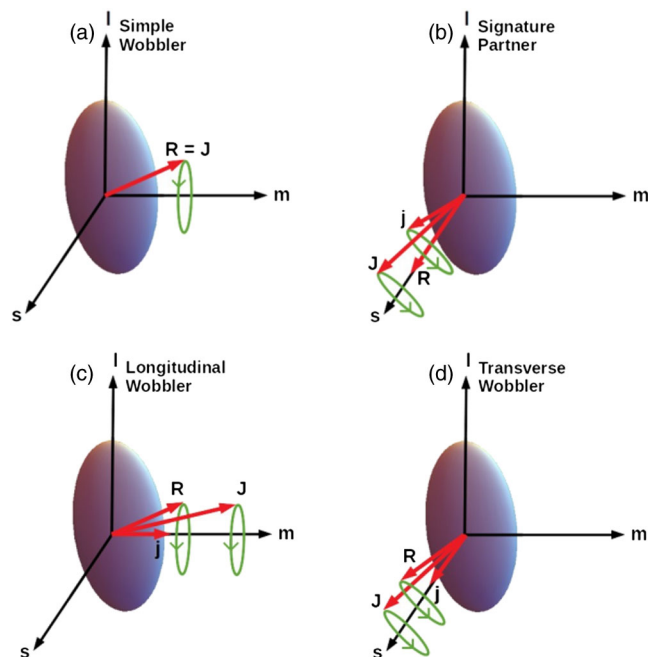 (a)
l
Simple
Wobbler
R = J
m
s
(b)
l
Signature
Partner
m
j
J
R
s
(c)
l
Longitudinal
Wobbler
R
J
j
m
s
(d)
l
Transverse
Wobbler
m
R
J
j
s